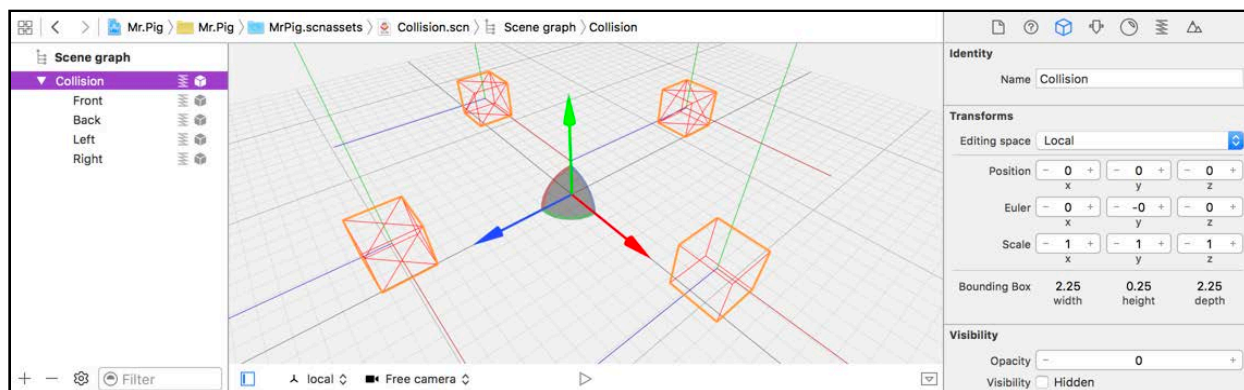 Mr.Pig Mr.Pig MrPig.scnassets Collision.scn Scene graph Collision
Scene graph
Collision
Front
Back
Left
Right
Filter
local Free camera
Identity
Name Collision
Transforms
Editing space Local
Position - 0 + - 0 + - 0 +
x y z
Euler - 0 + - -0 + - 0 +
x y z
Scale - 1 + - 1 + - 1 +
x y z
Bounding Box 2.25 0.25 2.25
width height depth
Visibility
Opacity - 0 +
Visibility Hidden